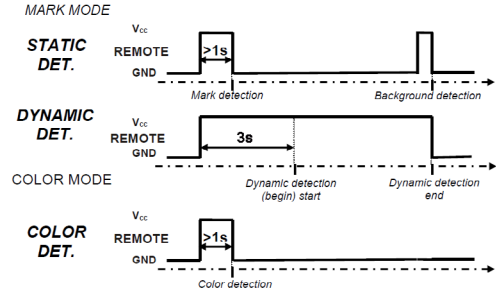 MARK MODE
STATIC DET.
Vcc
REMOTE
GND
>1s
Mark detection
Background detection
DYNAMIC DET.
Vcc
REMOTE
GND
3s
Dynamic detection (begin) start
Dynamic detection end
COLOR MODE
COLOR DET.
Vcc
REMOTE
GND
>1s
Color detection